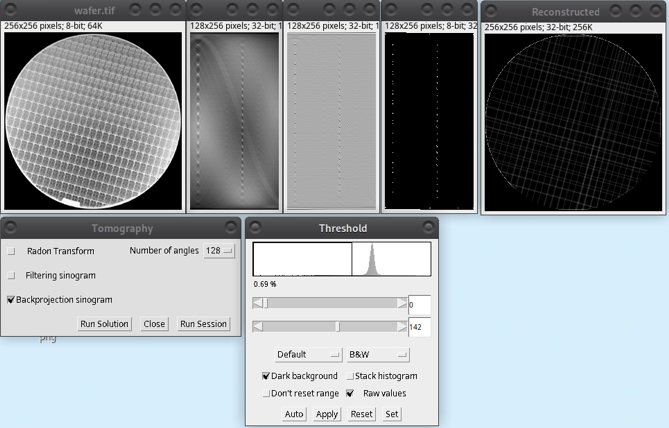 wafer.tif
256x256 pixels; 8-bit; 64K
128x256 pixels; 32-bit; 1
128x256 pixels; 32-bit; 1
128x256 pixels; 8-bit; 32
Reconstructed
256x256 pixels; 32-bit; 256K
Tomography
Radon Transform
Number of angles 128
Filtering sinogram
Backprojection sinogram
Run Solution Close Run Session
png
Threshold
0.69 %
0
142
Default B&W
Dark background Stack histogram
Don't reset range Raw values
Auto Apply Reset Set